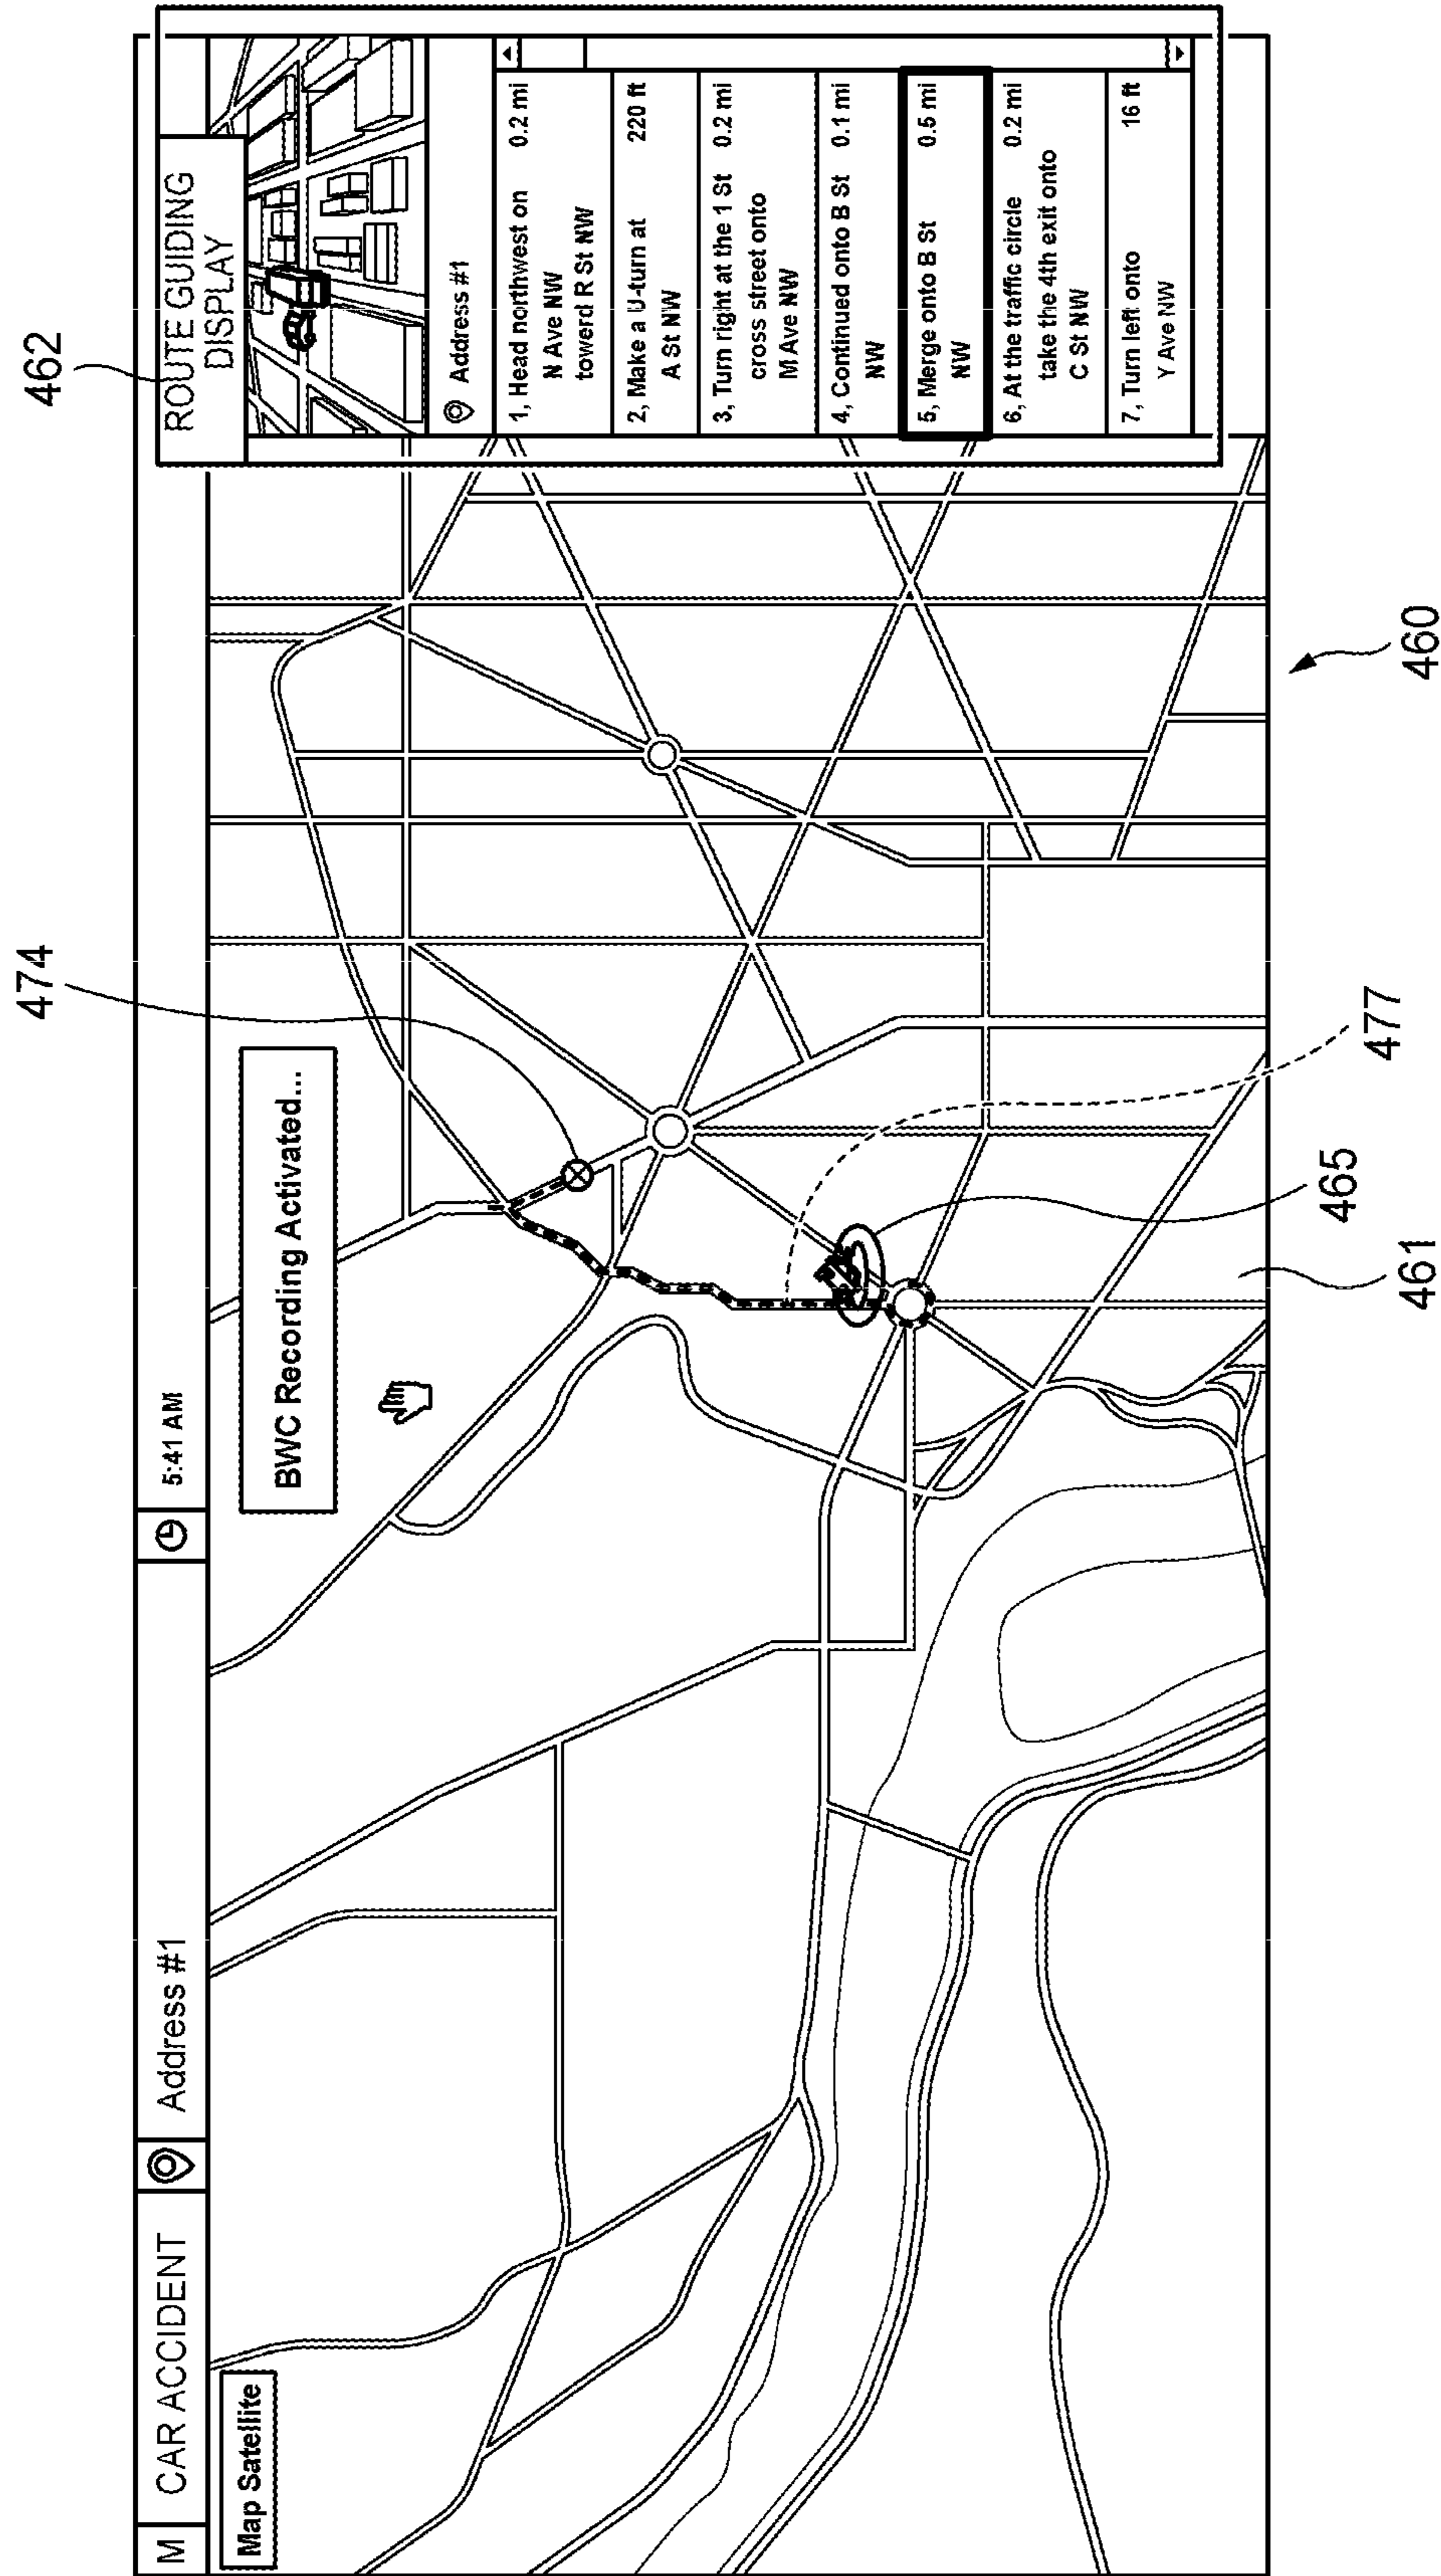 M CAR ACCIDENT Address #1 5:41 AM
Map Satellite
BWC Recording Activated...
ROUTE GUIDING
DISPLAY
Address #1
1, Head northwest on 0.2 mi
N Ave NW
towerd R St NW
2, Make a U-turn at 220 ft
A St NW
3, Turn right at the 1 St 0.2 mi
cross street onto
M Ave NW
4, Continued onto B St 0.1 mi
NW
5, Merge onto B St 0.5 mi
NW
6, At the traffic circle 0.2 mi
take the 4th exit onto
C St NW
7, Turn left onto 16 ft
Y Ave NW
462
474
477
465
461
460